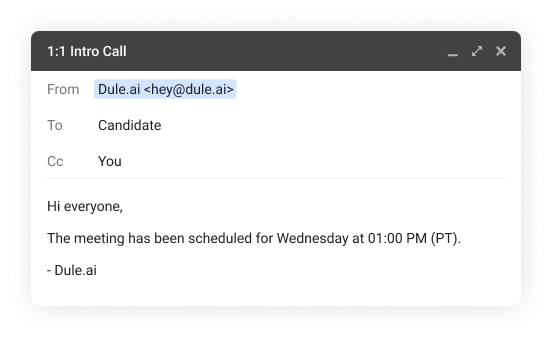 1:1 Intro Call
From Dule.ai <hey@dule.ai>
To Candidate
Cc You
Hi everyone,
The meeting has been scheduled for Wednesday at 01:00 PM (PT).
- Dule.ai